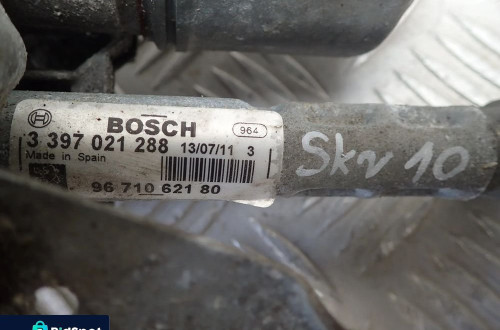 BOSCH
964
3 397 021 288 13/07/11 3
Made in Spain
96 710 621 80
Skv 10
BidSpot